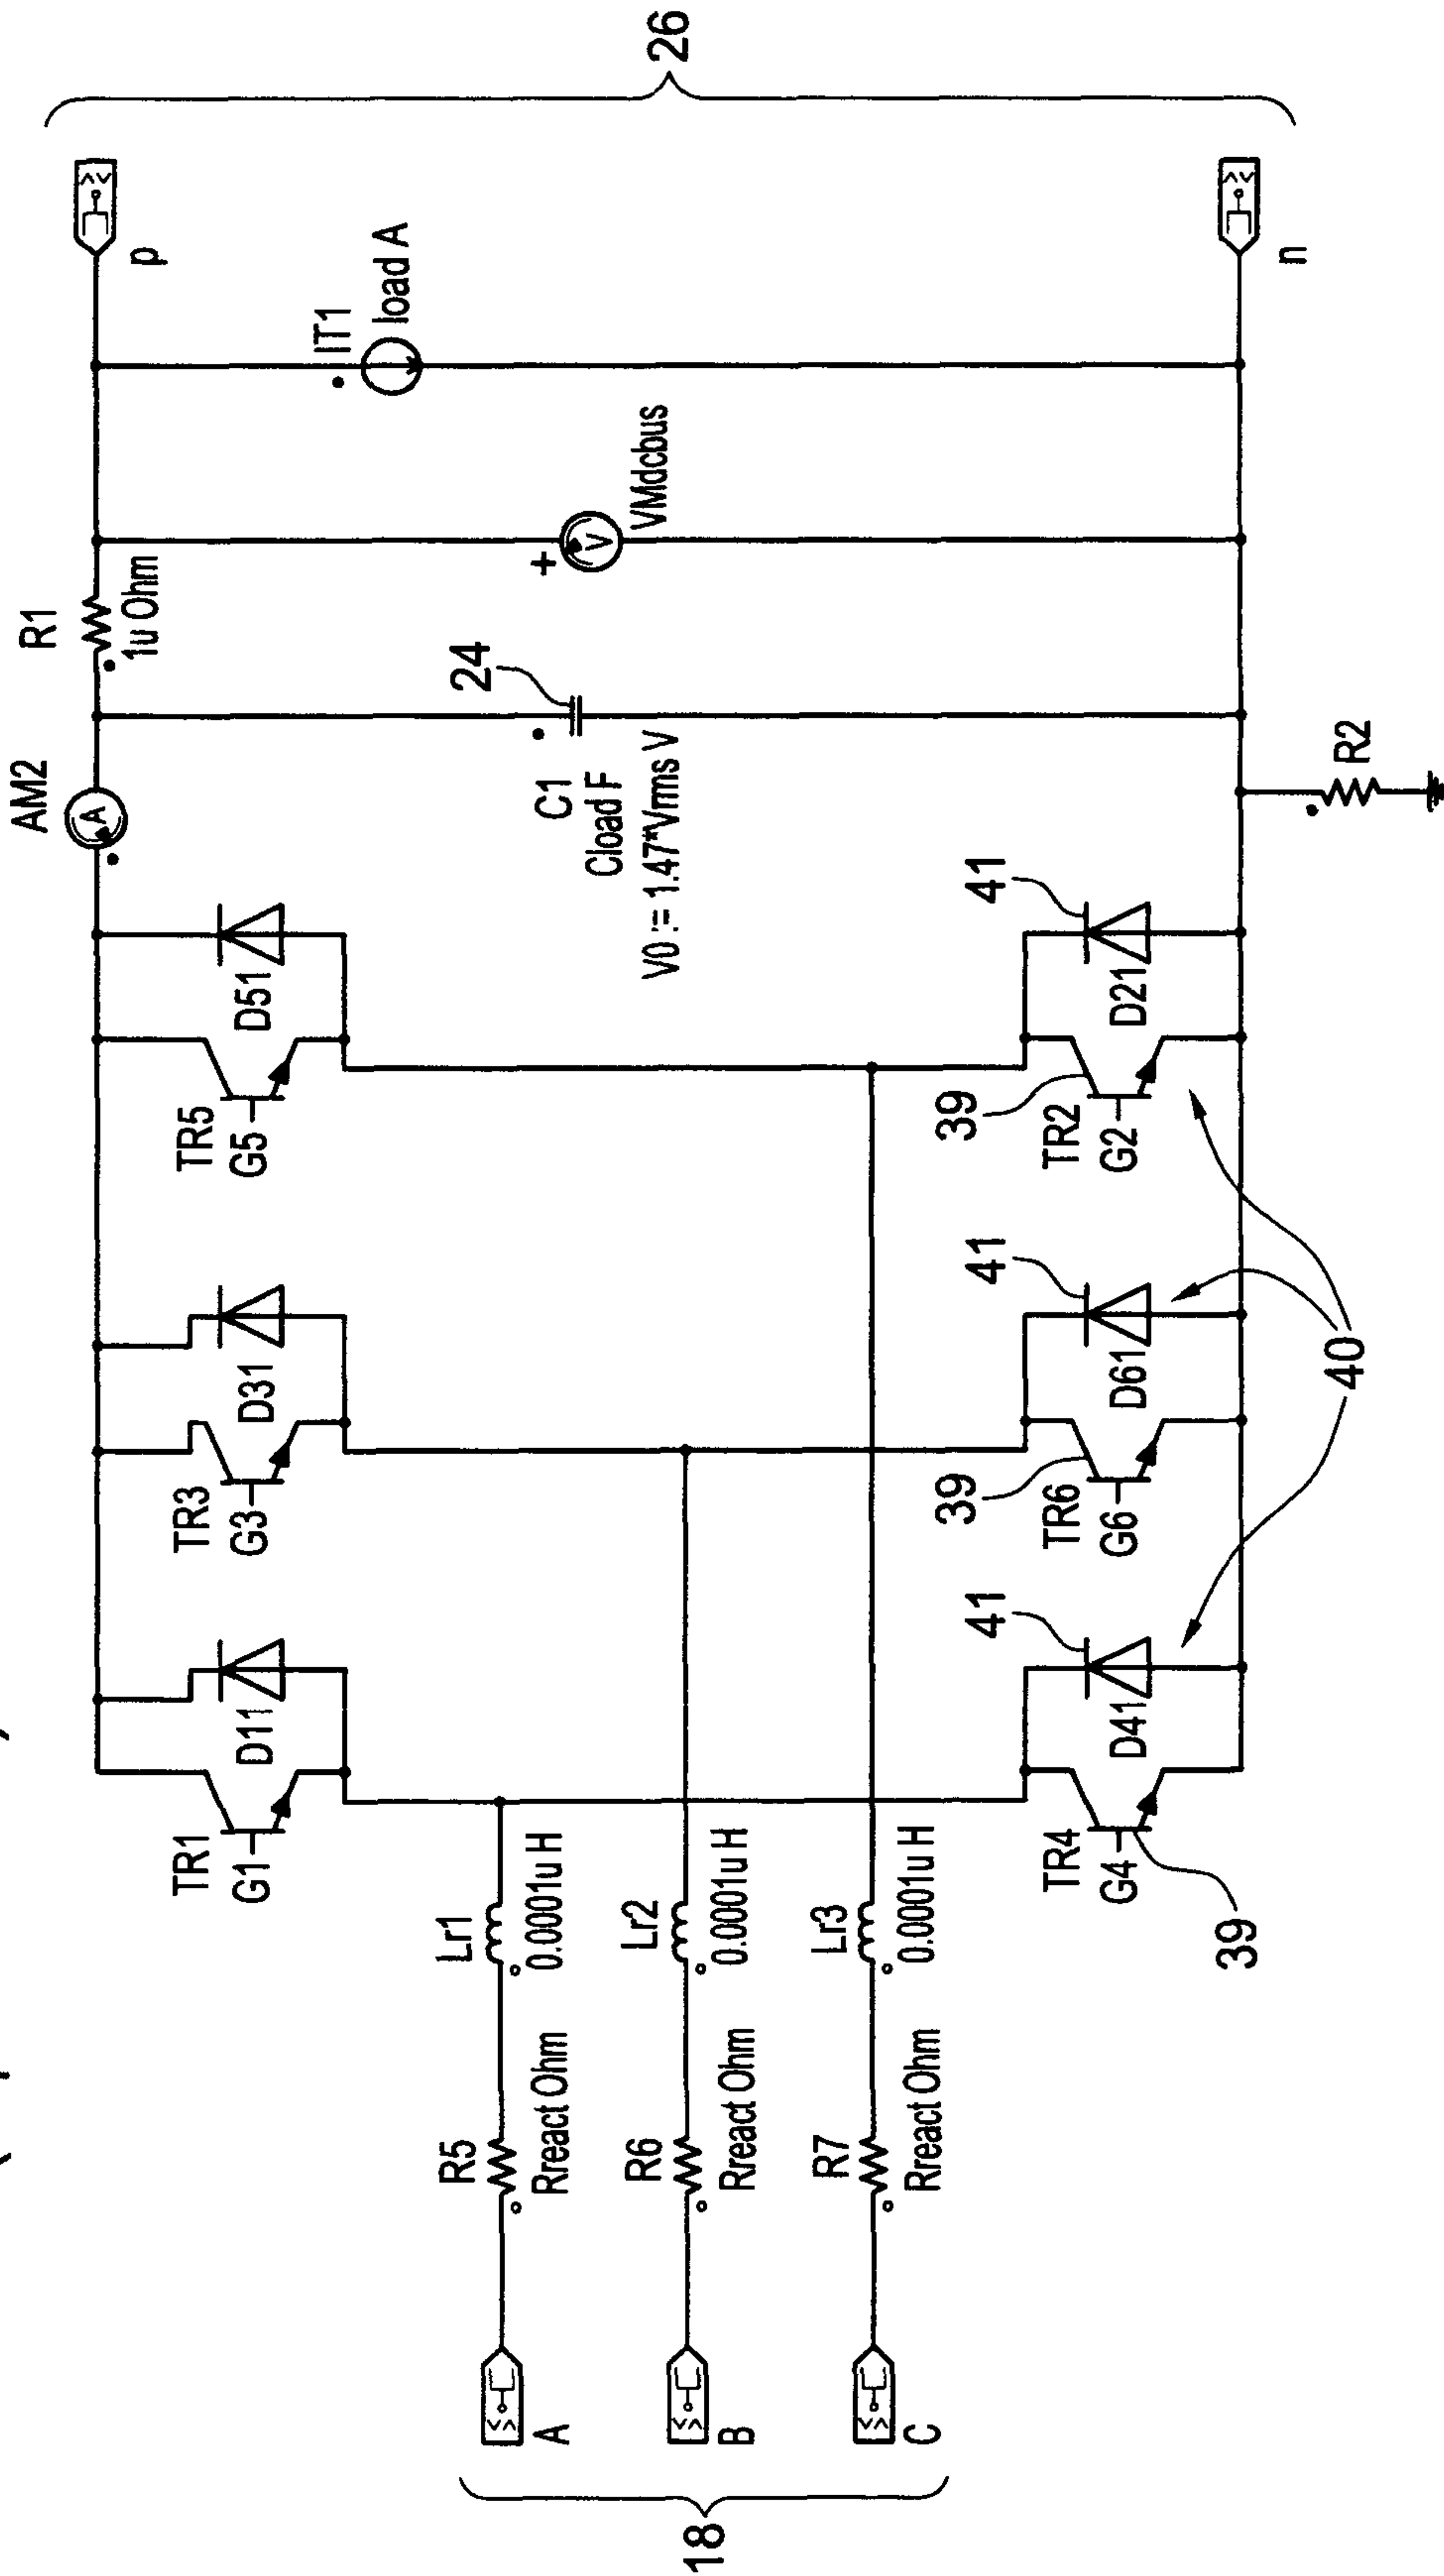 26
p
n
IT1
Ioad A
VMdcbus
+
V
R1
1u Ohm
24
AM2
A
C1
Cload F
V0 := 1.47*Vrms V
R2
D51
TR5
G5
41
D21
39
TR2
G2
D31
TR3
G3
41
D61
39
TR6
G6
40
D11
TR1
G1
41
D41
TR4
G4
39
Lr1
0.0001u H
Lr2
0.0001u H
Lr3
0.0001u H
R5
Rreact Ohm
R6
Rreact Ohm
R7
Rreact Ohm
A
B
C
18